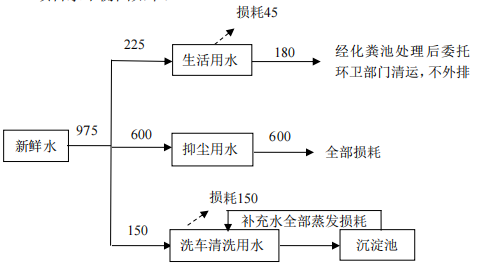 损耗45
225
生活用水
180
经化粪池处理后委托
环卫部门清运，不外排
新鲜水
975
600
抑尘用水
600
全部损耗
损耗150
补充水全部蒸发损耗
150
洗车清洗用水
沉淀池